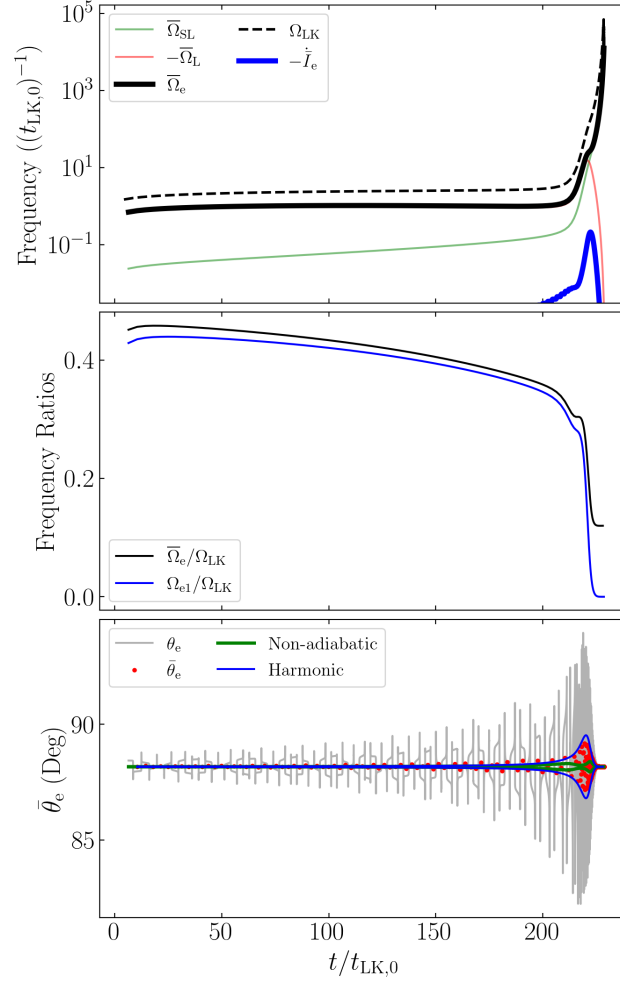 Frequency ((t_LK,0)^−1)
10^5
10^3
10^1
10^−1
Ω̅_SL
−Ω̅_L
Ω̅_e
Ω_LK
−İ̅_e
Frequency Ratios
0.4
0.2
0.0
Ω̅_e/Ω_LK
Ω_e1/Ω_LK
θ̄_e (Deg)
90
85
θ_e
θ̄_e
Non-adiabatic
Harmonic
0 50 100 150 200
t/t_LK,0